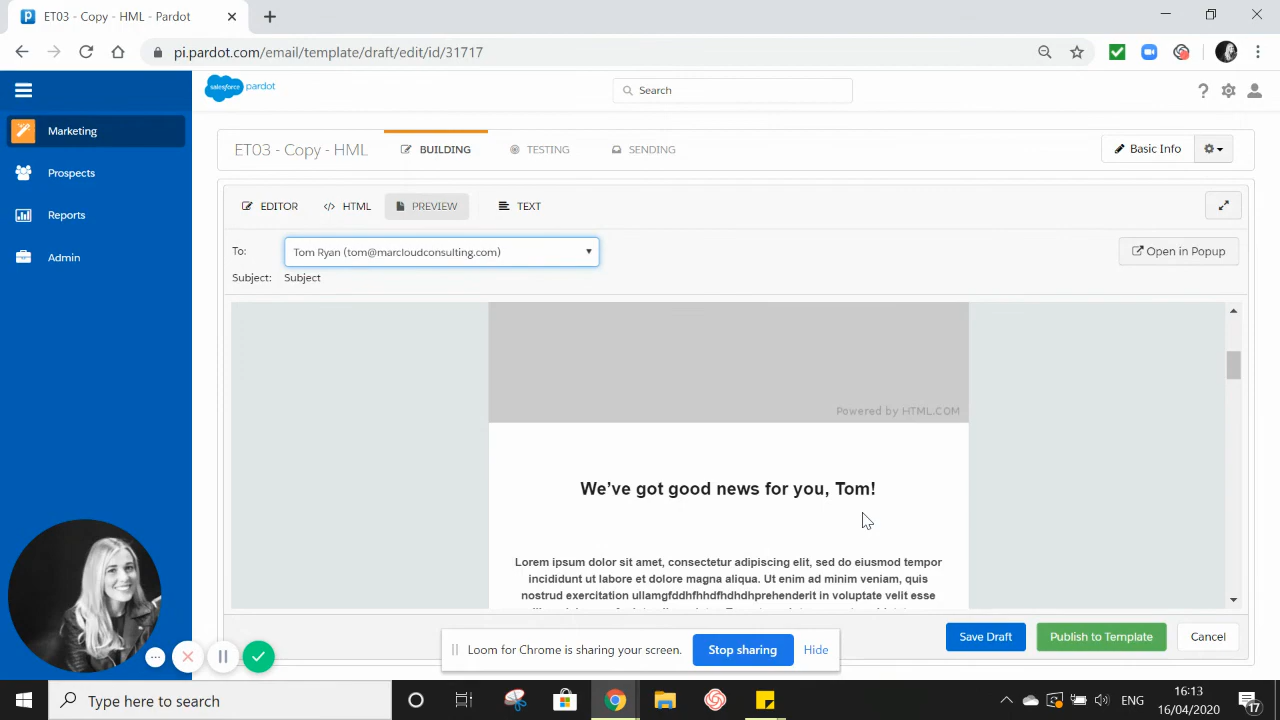 ET03 - Copy - HML - Pardot
pi.pardot.com/email/template/draft/edit/id/31717
salesforce pardot
Search
Marketing
Prospects
Reports
Admin
ET03 - Copy - HML
BUILDING
TESTING
SENDING
Basic Info
EDITOR
HTML
PREVIEW
TEXT
To:
Tom Ryan (tom@marcloudconsulting.com)
Open in Popup
Subject:
Subject
Powered by HTML.COM
We've got good news for you, Tom!
Lorem ipsum dolor sit amet, consectetur adipiscing elit, sed do eiusmod tempor
incididunt ut labore et dolore magna aliqua. Ut enim ad minim veniam, quis
nostrud exercitation ullamgfddhfhhdfhdhdhprehenderit in voluptate velit esse
Save Draft
Publish to Template
Cancel
Loom for Chrome is sharing your screen.
Stop sharing
Hide
Type here to search
ENG
16:13
16/04/2020
17